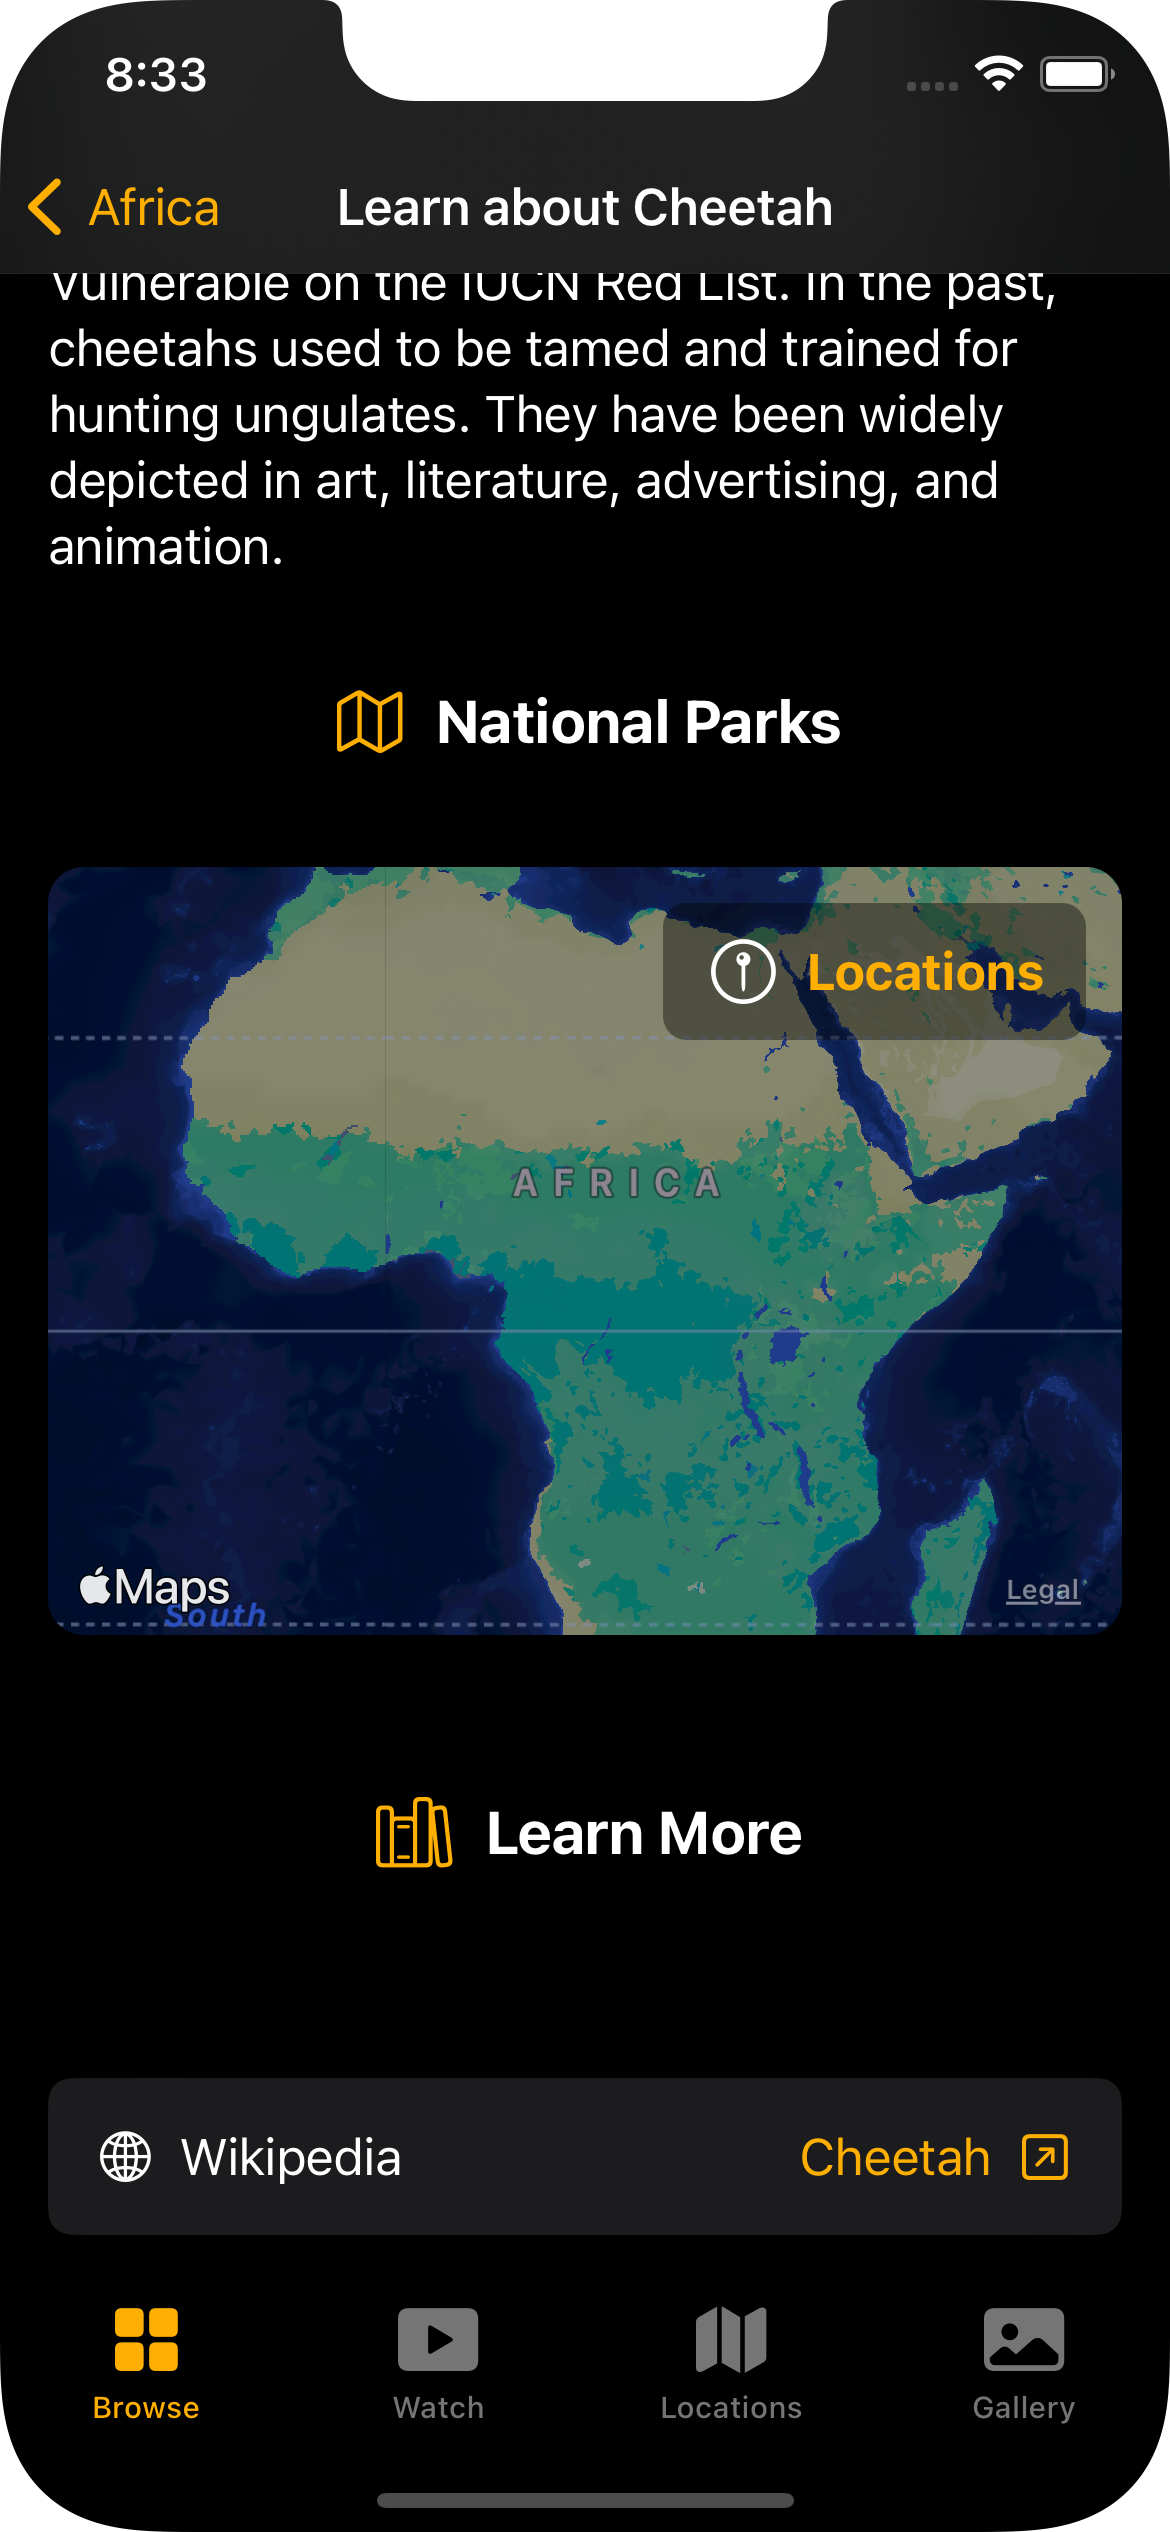 8:33
Africa
Learn about Cheetah
Vulnerable on the IUCN Red List. In the past,
cheetahs used to be tamed and trained for
hunting ungulates. They have been widely
depicted in art, literature, advertising, and
animation.
National Parks
Locations
AFRICA
Maps
South
Legal
Learn More
Wikipedia
Cheetah
Browse
Watch
Locations
Gallery